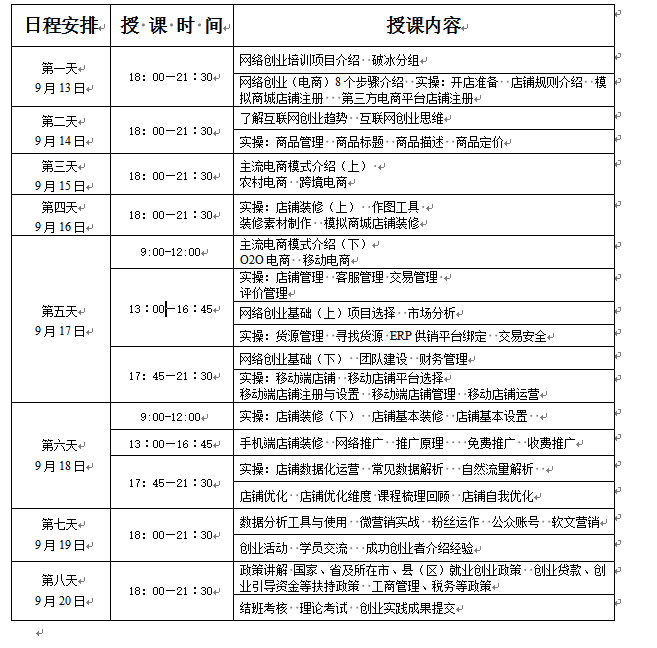 日程安排 授课时间 授课内容
第一天
9月13日
18：00—21：30
网络创业培训项目介绍 破冰分组
网络创业（电商）8个步骤介绍 实操：开店准备 店铺规则介绍 模
拟商城店铺注册 第三方电商平台店铺注册
第二天
9月14日
18：00—21：30
了解互联网创业趋势 互联网创业思维
实操：商品管理 商品标题 商品描述 商品定价
第三天
9月15日
18：00—21：30
主流电商模式介绍（上）
农村电商 跨境电商
第四天
9月16日
18：00—21：30
实操：店铺装修（上） 作图工具
装修素材制作 模拟商城店铺装修
第五天
9月17日
9:00-12:00
主流电商模式介绍（下）
O2O电商 移动电商
13：00—16：45
实操：店铺管理 客服管理 交易管理
评价管理
网络创业基础（上）项目选择 市场分析
实操：货源管理 寻找货源 ERP供销平台绑定 交易安全
17：45—21：30
网络创业基础（下） 团队建设 财务管理
实操：移动端店铺 移动店铺平台选择
移动端店铺注册与设置 移动端店铺管理 移动店铺运营
第六天
9月18日
9:00-12:00
实操：店铺装修（下） 店铺基本装修 店铺基本设置
13：00—16：45
手机端店铺装修 网络推广 推广原理 免费推广 收费推广
17：45—21：30
实操：店铺数据化运营 常见数据解析 自然流量解析
店铺优化 店铺优化维度 课程梳理回顾 店铺自我优化
第七天
9月19日
18：00—21：30
数据分析工具与使用 微营销实战 粉丝运作 公众账号 软文营销
创业活动 学员交流 成功创业者介绍经验
第八天
9月20日
18：00—21：30
政策讲解 国家、省及所在市、县（区）就业创业政策 创业贷款、创
业引导资金等扶持政策 工商管理、税务等政策
结班考核 理论考试 创业实践成果提交